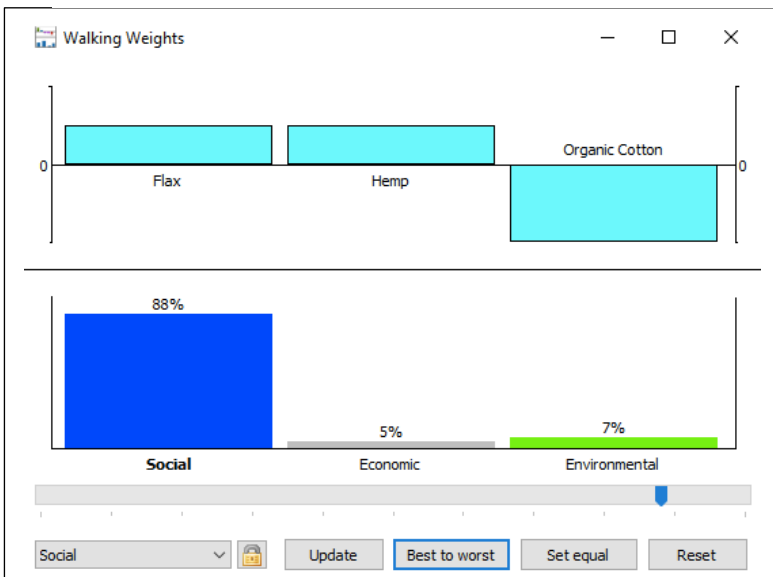 Walking Weights
Organic Cotton
0 0
Flax Hemp
88%
5% 7%
Social Economic Environmental
Social Update Best to worst Set equal Reset